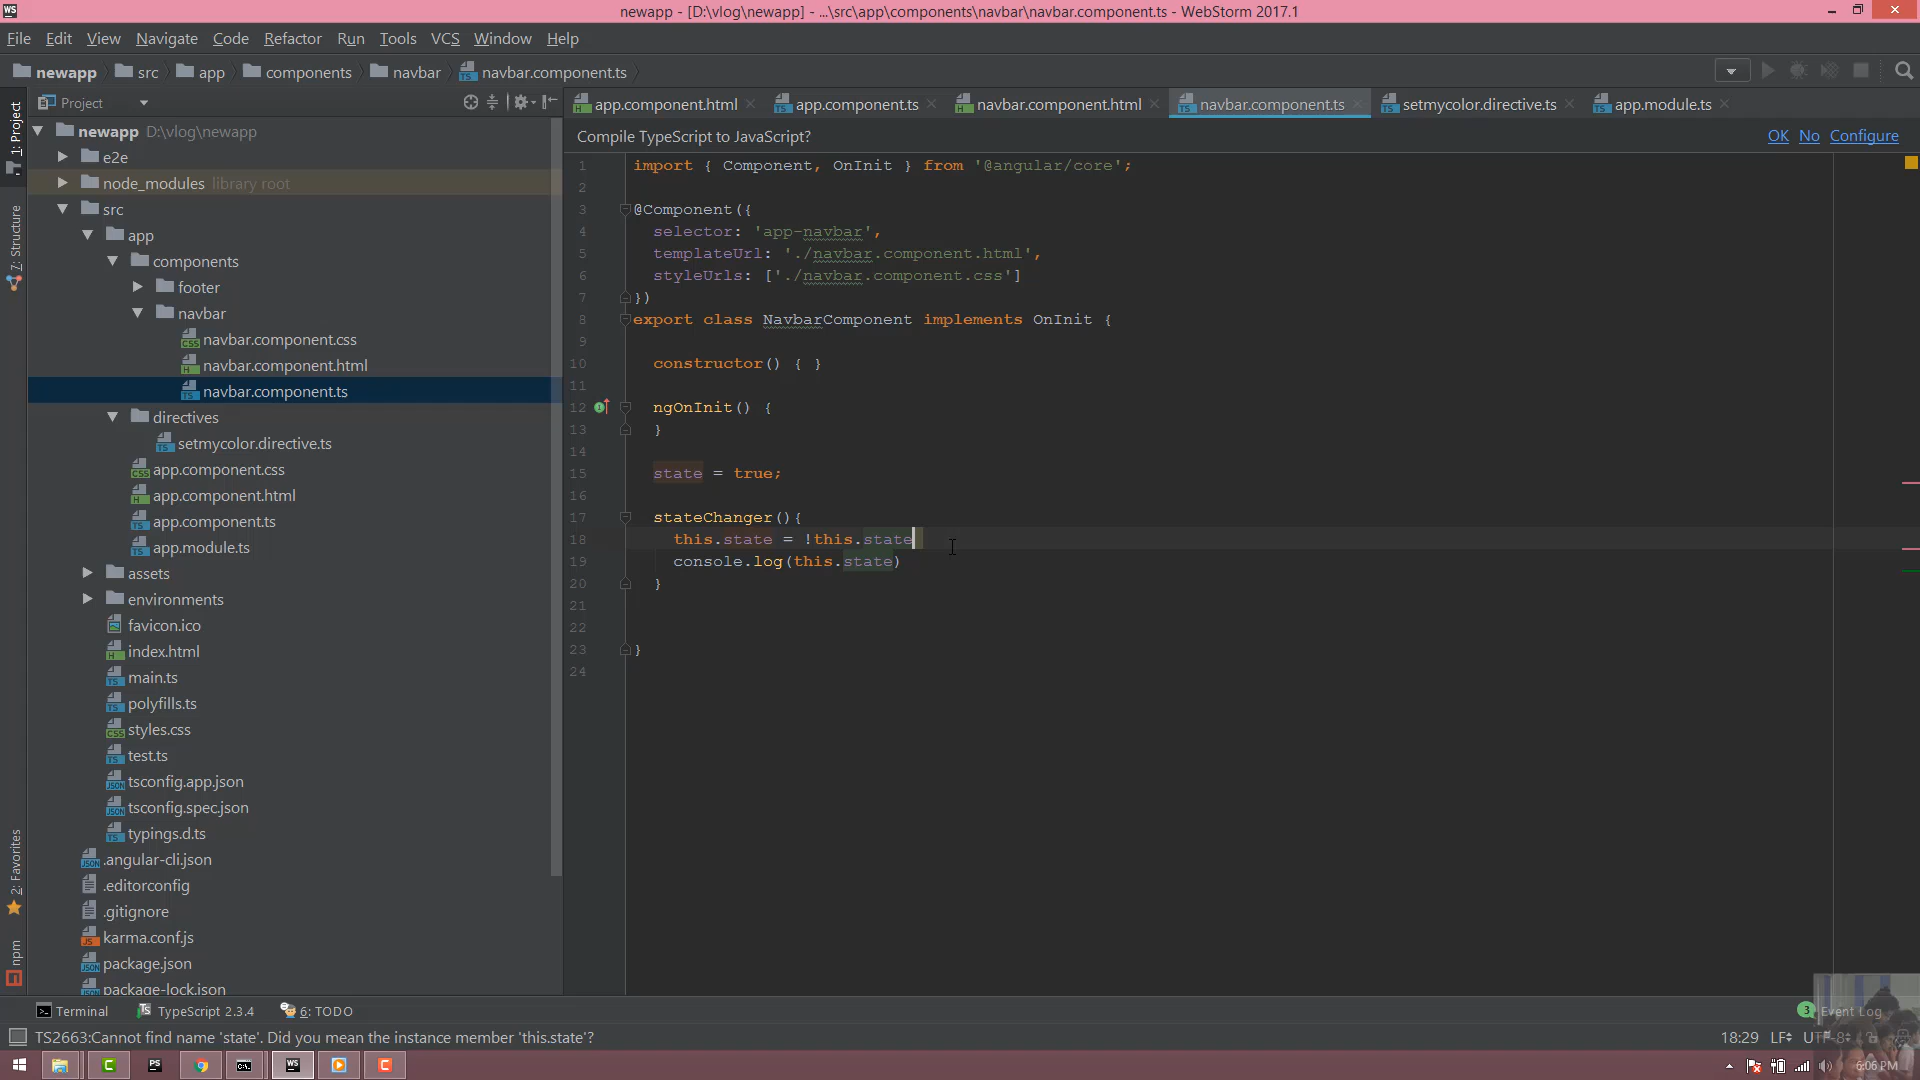 newapp - [D:\vlog\newapp] - ...\src\app\components\navbar\navbar.component.ts - WebStorm 2017.1
File Edit View Navigate Code Refactor Run Tools VCS Window Help
newapp src app components navbar navbar.component.ts
Project
app.component.html app.component.ts navbar.component.html navbar.component.ts setmycolor.directive.ts app.module.ts
Compile TypeScript to JavaScript? OK No Configure
1: Project
7: Structure
2: Favorites
npm
newapp D:\vlog\newapp
e2e
node_modules library root
src
app
components
footer
navbar
navbar.component.css
navbar.component.html
navbar.component.ts
directives
setmycolor.directive.ts
app.component.css
app.component.html
app.component.ts
app.module.ts
assets
environments
favicon.ico
index.html
main.ts
polyfills.ts
styles.css
test.ts
tsconfig.app.json
tsconfig.spec.json
typings.d.ts
.angular-cli.json
.editorconfig
.gitignore
karma.conf.js
package.json
package-lock.json
1 import { Component, OnInit } from '@angular/core';
2
3 @Component({
4 selector: 'app-navbar',
5 templateUrl: './navbar.component.html',
6 styleUrls: ['./navbar.component.css']
7 })
8 export class NavbarComponent implements OnInit {
9
10 constructor() { }
11
12 ngOnInit() {
13 }
14
15 state = true;
16
17 stateChanger(){
18 this.state = !this.state
19 console.log(this.state)
20 }
21
22
23 }
24
Terminal TypeScript 2.3.4 6: TODO 3 Event Log
TS2663:Cannot find name 'state'. Did you mean the instance member 'this.state'? 18:29 LF UTF-8
6:06 PM